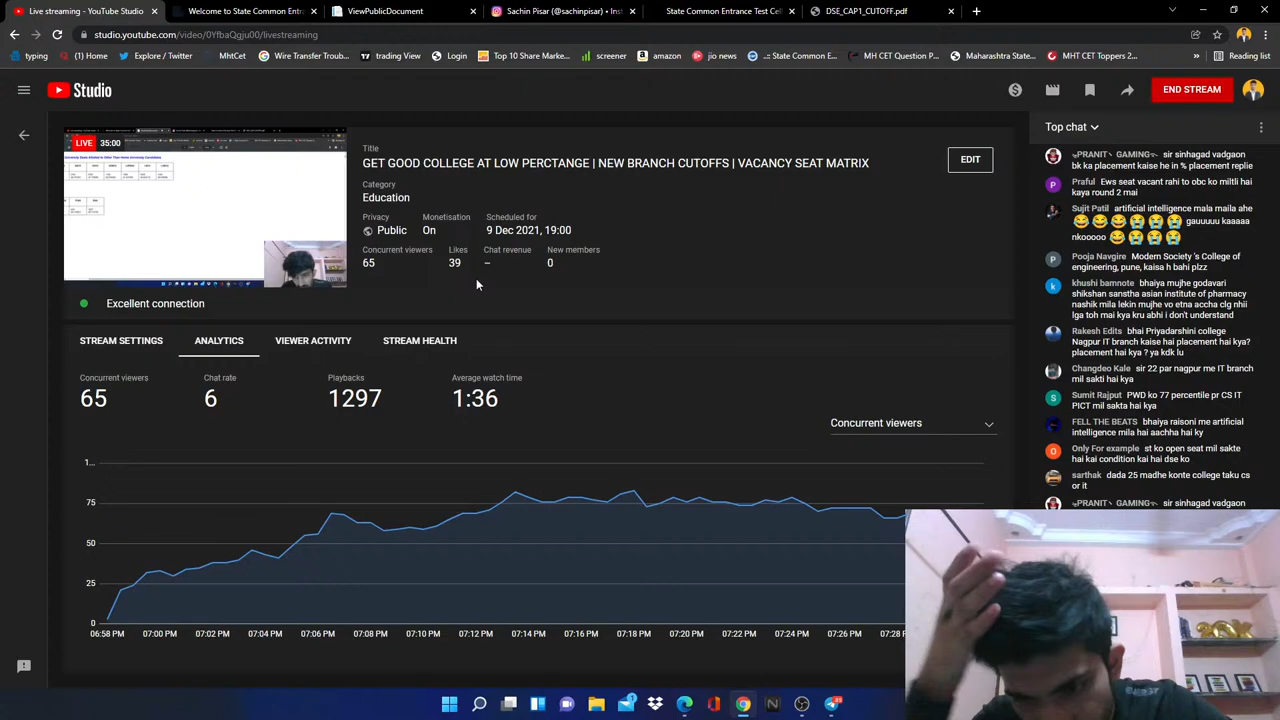 Live streaming - YouTube Studio
Welcome to State Common Entra
ViewPublicDocument
Sachin Pisar (@sachinpisar) • Inst
State Common Entrance Test Cel
DSE_CAP1_CUTOFF.pdf
studio.youtube.com/video/0YfbaQgju00/livestreaming
typing
(1) Home
Explore / Twitter
MhtCet
Wire Transfer Troub...
trading View
Login
Top 10 Share Marke...
screener
amazon
jio news
... State Common E...
MH CET Counselling...
Maharashtra State...
MHT CET Toppers 2...
»
Reading list
Studio
END STREAM
Top chat
LIVE 35:00
Title
GET GOOD COLLEGE AT LOW PERCENTAGE | NEW BRANCH CUTOFFS | VACANT
Category
Education
Privacy Monetisation Scheduled for
Public On 9 Dec 2021, 19:00
Concurrent viewers Likes Chat revenue New members
65 39 – 0
Excellent connection
STREAM SETTINGS ANALYTICS VIEWER ACTIVITY STREAM HEALTH
Concurrent viewers Chat rate Playbacks Average watch time
65 6 1297 1:36
Concurrent viewers
1...
75
50
25
0
06:58 PM 07:00 PM 07:02 PM 07:04 PM 07:06 PM 07:08 PM 07:10 PM 07:12 PM 07:14 PM 07:16 PM 07:18 PM 07:20 PM 07:22 PM 07:24 PM 07:26 PM 07:28
PRANIT GAMING sir sinhagad vadgaon
bk ka placement kaise he in % placement replie
Praful Ewe seat vacant rahi to obc ko miltli hai
kaya round 2 mai
Sujit Patil artificial intelligence mala maila ahe
😂😂😂😭😭😭 gauuuuu kaaaaa
nkooooo 😂😭😭😭
Pooja Navgire Modern Society 's College of
engineering, pune, kaisa h bahi plzz
khushi bamnote bhaiya mujhe godavari
shikshan sanstha asian institute of pharmacy
nashik mila lekin mujhe vo etna accha clg nhi
lga toh mai kya kru abhi i don't understand
Rakesh Edits bhai Priyadarshini college
Nagpur IT branch kaise hai placement hai kya?
placement hai kya ? ya kdk lu
Changdeo Kale sir 22 par nagpur me IT branch
mil sakti hai kya
Sumit Rajput PWD ko 77 percentile pr CS IT
PICT mil sakta hai kya
FELL THE BEATS bhaiya raisoni me artificial
intelligence mila hai aachha hai ky
Only For example st ko open seat mil sakte
hai kai condition kai hai dse ko
sarthak dada 25 madhe konte college taku cs
or it
PRANIT GAMING sir sinhagad vadgaon